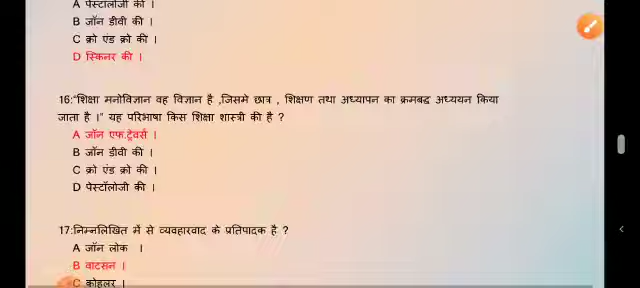 A पेस्टालॉजी की ।
B जॉन डीवी की ।
C क्रो एंड क्रो की ।
D स्किनर की ।
16:"शिक्षा मनोविज्ञान वह विज्ञान है ,जिसमे छात्र , शिक्षण तथा अध्यापन का क्रमबद्ध अध्ययन किया
जाता है ।" यह परिभाषा किस शिक्षा शास्त्री की है ?
A जॉन एफ.ट्रेवर्स ।
B जॉन डीवी की ।
C क्रो एंड क्रो की ।
D पेस्टॉलोजी की ।
17:निम्नलिखित में से व्यवहारवाद के प्रतिपादक है ?
A जॉन लोक ।
B वाटसन ।
C कोहलर ।